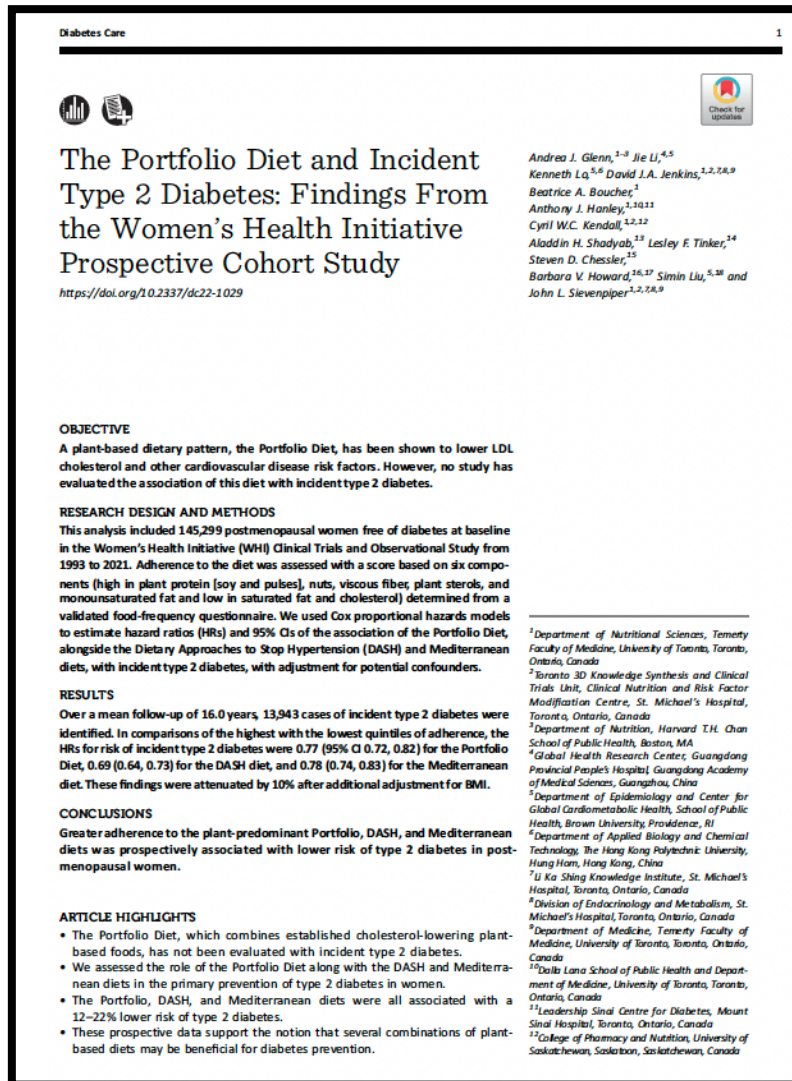 Diabetes Care
1
Check for
updates
The Portfolio Diet and Incident
Type 2 Diabetes: Findings From
the Women's Health Initiative
Prospective Cohort Study
https://doi.org/10.2337/dc22-1029
Andrea J. Glenn,1–3 Jie Li,4,5
Kenneth Lo,5,6 David J.A. Jenkins,1,2,7,8,9
Beatrice A. Boucher,1
Anthony J. Hanley,1,10,11
Cyril W.C. Kendall,1,2,12
Aladdin H. Shadyab,13 Lesley F. Tinker,14
Steven D. Chessler,15
Barbara V. Howard,16,17 Simin Liu,5,18 and
John L. Sievenpiper1,2,7,8,9
OBJECTIVE
A plant-based dietary pattern, the Portfolio Diet, has been shown to lower LDL
cholesterol and other cardiovascular disease risk factors. However, no study has
evaluated the association of this diet with incident type 2 diabetes.
RESEARCH DESIGN AND METHODS
This analysis included 145,299 postmenopausal women free of diabetes at baseline
in the Women's Health Initiative (WHI) Clinical Trials and Observational Study from
1993 to 2021. Adherence to the diet was assessed with a score based on six compo-
nents (high in plant protein [soy and pulses], nuts, viscous fiber, plant sterols, and
monounsaturated fat and low in saturated fat and cholesterol) determined from a
validated food-frequency questionnaire. We used Cox proportional hazards models
to estimate hazard ratios (HRs) and 95% CIs of the association of the Portfolio Diet,
alongside the Dietary Approaches to Stop Hypertension (DASH) and Mediterranean
diets, with incident type 2 diabetes, with adjustment for potential confounders.
RESULTS
Over a mean follow-up of 16.0 years, 13,943 cases of incident type 2 diabetes were
identified. In comparisons of the highest with the lowest quintiles of adherence, the
HRs for risk of incident type 2 diabetes were 0.77 (95% CI 0.72, 0.82) for the Portfolio
Diet, 0.69 (0.64, 0.73) for the DASH diet, and 0.78 (0.74, 0.83) for the Mediterranean
diet. These findings were attenuated by 10% after additional adjustment for BMI.
CONCLUSIONS
Greater adherence to the plant-predominant Portfolio, DASH, and Mediterranean
diets was prospectively associated with lower risk of type 2 diabetes in post-
menopausal women.
ARTICLE HIGHLIGHTS
• The Portfolio Diet, which combines established cholesterol-lowering plant-
based foods, has not been evaluated with incident type 2 diabetes.
• We assessed the role of the Portfolio Diet along with the DASH and Mediterra-
nean diets in the primary prevention of type 2 diabetes in women.
• The Portfolio, DASH, and Mediterranean diets were all associated with a
12–22% lower risk of type 2 diabetes.
• These prospective data support the notion that several combinations of plant-
based diets may be beneficial for diabetes prevention.
1Department of Nutritional Sciences, Temerty
Faculty of Medicine, University of Toronto, Toronto,
Ontario, Canada
2Toronto 3D Knowledge Synthesis and Clinical
Trials Unit, Clinical Nutrition and Risk Factor
Modification Centre, St. Michael's Hospital,
Toronto, Ontario, Canada
3Department of Nutrition, Harvard T.H. Chan
School of Public Health, Boston, MA
4Global Health Research Center, Guangdong
Provincial People's Hospital, Guangdong Academy
of Medical Sciences, Guangzhou, China
5Department of Epidemiology and Center for
Global Cardiometabolic Health, School of Public
Health, Brown University, Providence, RI
6Department of Applied Biology and Chemical
Technology, The Hong Kong Polytechnic University,
Hung Hom, Hong Kong, China
7Li Ka Shing Knowledge Institute, St. Michael's
Hospital, Toronto, Ontario, Canada
8Division of Endocrinology and Metabolism, St.
Michael's Hospital, Toronto, Ontario, Canada
9Department of Medicine, Temerty Faculty of
Medicine, University of Toronto, Toronto, Ontario,
Canada
10Dalla Lana School of Public Health and Depart-
ment of Medicine, University of Toronto, Toronto,
Ontario, Canada
11Leadership Sinai Centre for Diabetes, Mount
Sinai Hospital, Toronto, Ontario, Canada
12College of Pharmacy and Nutrition, University of
Saskatchewan, Saskatoon, Saskatchewan, Canada